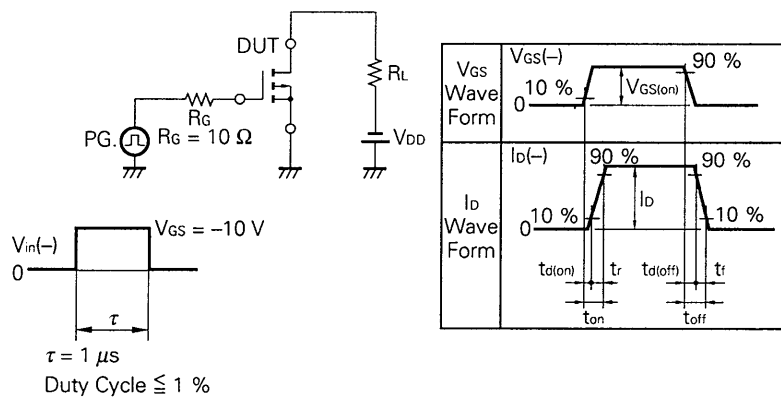 DUT
RL
RG
PG.
RG = 10 Ω
VDD
Vin(−)
0
VGS = −10 V
τ
τ = 1 μs
Duty Cycle ≦ 1 %
VGS
Wave
Form
VGS(−)
10 %
0
VGS(on)
90 %
ID
Wave
Form
ID(−)
90 %
90 %
10 %
0
ID
10 %
td(on)
tr
td(off)
tf
ton
toff